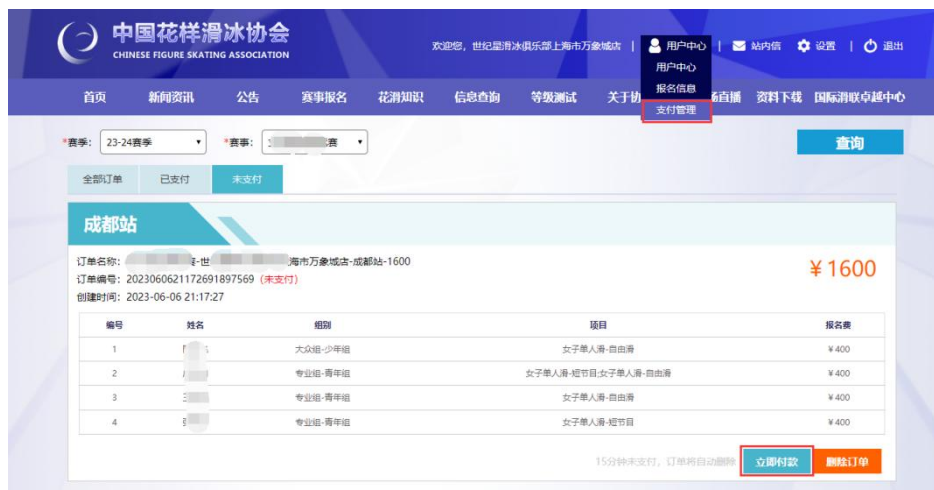 中国花样滑冰协会
CHINESE FIGURE SKATING ASSOCIATION
欢迎您，世纪星滑冰俱乐部上海市万象城店 | 用户中心 | 站内信 设置 | 退出
用户中心
报名信息
支付管理
首页 新闻资讯 公告 赛事报名 花滑知识 信息查询 等级测试 关于协 场直播 资料下载 国际滑联卓越中心
*赛季： 23-24赛季 *赛事： 赛 查询
全部订单 已支付 未支付
成都站
订单名称： -世 海市万象城店-成都站-1600
订单编号：2023060621172691897569（未支付）
创建时间：2023-06-06 21:17:27
¥1600
编号 姓名 组别 项目 报名费
1 大众组-少年组 女子单人滑-自由滑 ¥400
2 专业组-青年组 女子单人滑-短节目;女子单人滑-自由滑 ¥400
3 专业组-青年组 女子单人滑-自由滑 ¥400
4 专业组-青年组 女子单人滑-短节目 ¥400
15分钟未支付，订单将自动删除 立即付款 删除订单